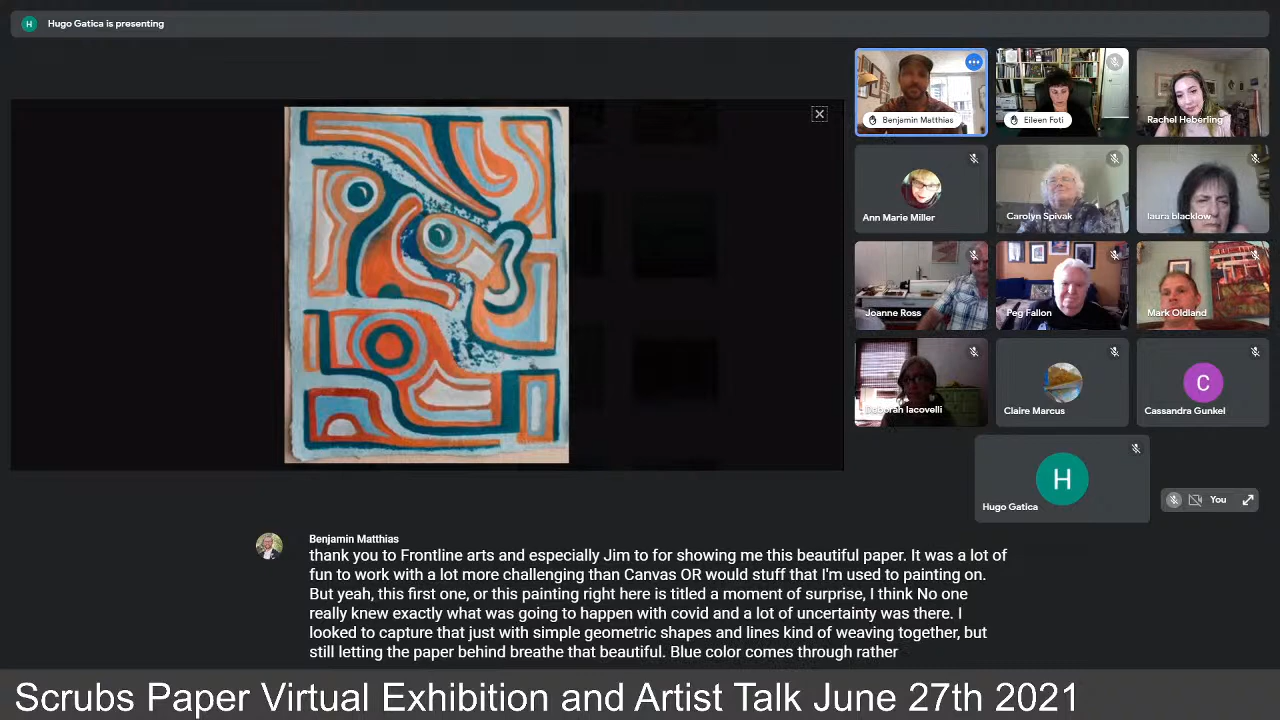 H
Hugo Gatica is presenting
Benjamin Matthias
Eileen Foti
Rachel Heberling
Ann Marie Miller
Carolyn Spivak
laura blacklow
Joanne Ross
Peg Fallon
Mark Oldland
Deborah Iacovelli
Claire Marcus
C
Cassandra Gunkel
H
Hugo Gatica
You
Benjamin Matthias
thank you to Frontline arts and especially Jim to for showing me this beautiful paper. It was a lot of
fun to work with a lot more challenging than Canvas OR would stuff that I'm used to painting on.
But yeah, this first one, or this painting right here is titled a moment of surprise, I think No one
really knew exactly what was going to happen with covid and a lot of uncertainty was there. I
looked to capture that just with simple geometric shapes and lines kind of weaving together, but
still letting the paper behind breathe that beautiful. Blue color comes through rather
Scrubs Paper Virtual Exhibition and Artist Talk June 27th 2021